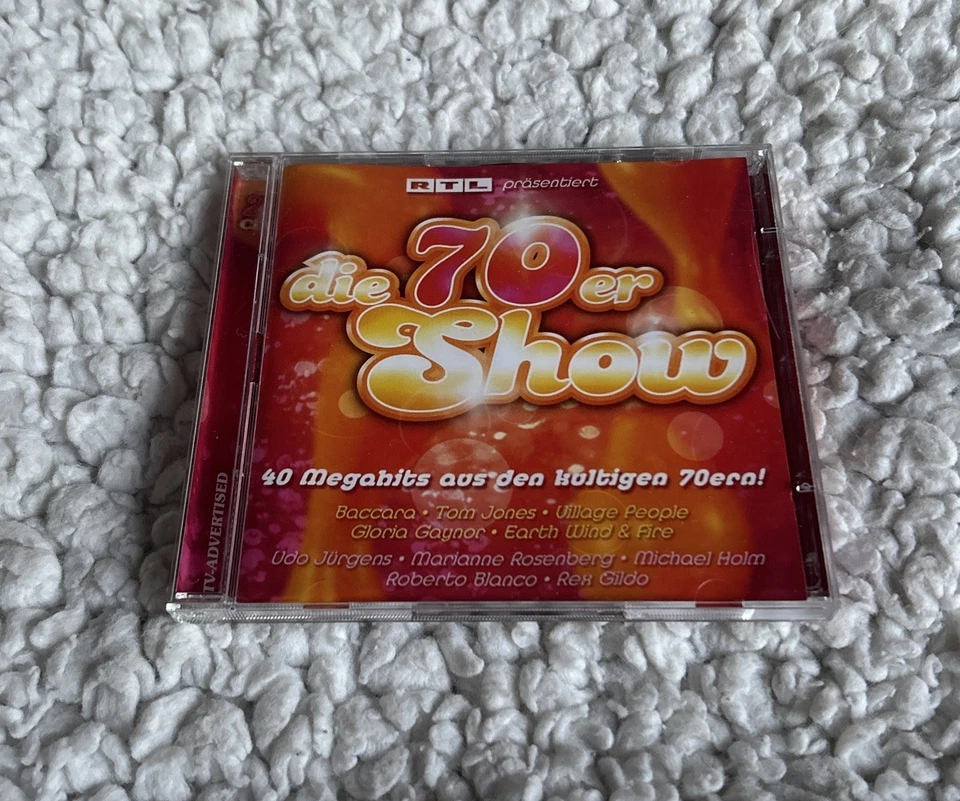 RTL präsentiert
die 70er
Show
40 Megahits aus den kultigen 70ern!
Baccara • Tom Jones • Village People
Gloria Gaynor • Earth Wind & Fire
Udo Jürgens • Marianne Rosenberg • Michael Holm
Roberto Blanco • Rex Gildo
TV-ADVERTISED